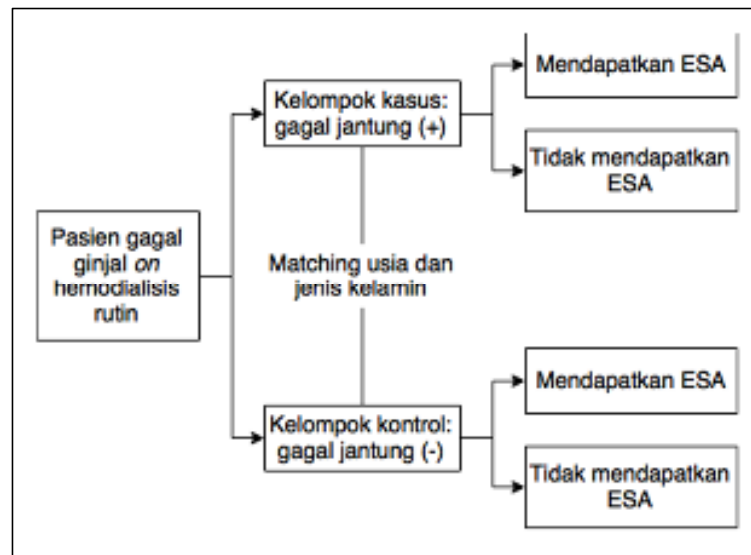 Mendapatkan ESA
Kelompok kasus:
gagal jantung (+)
Tidak mendapatkan
ESA
Pasien gagal
ginjal on
hemodialisis
rutin
Matching usia dan
jenis kelamin
Mendapatkan ESA
Kelompok kontrol:
gagal jantung (-)
Tidak mendapatkan
ESA